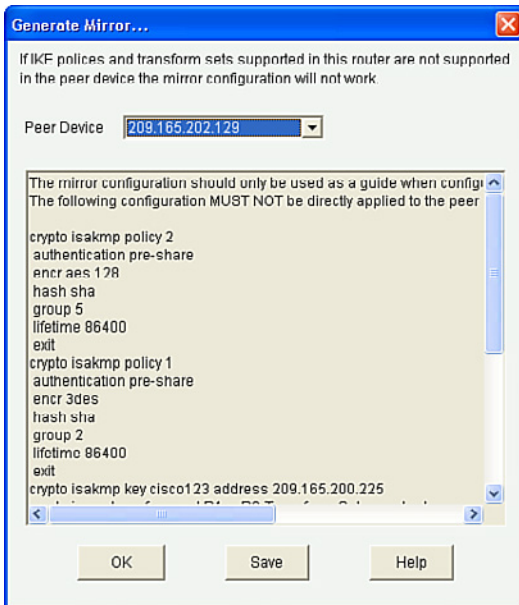 Generate Mirror...
If IKE polices and transform sets supported in this router are not supported
in the peer device the mirror configuration will not work.
Peer Device 209.165.202.129
The mirror configuration should only be used as a guide when
The following configuration MUST NOT be directly applied to the peer
crypto isakmp policy 2
authentication pre-share
encr aes 128
hash sha
group 5
lifetime 86400
exit
crypto isakmp policy 1
authentication pre-share
encr 3des
hash sha
group 2
lifetime 86400
exit
crypto isakmp key cisco123 address 209.165.200.225
OK Save Help